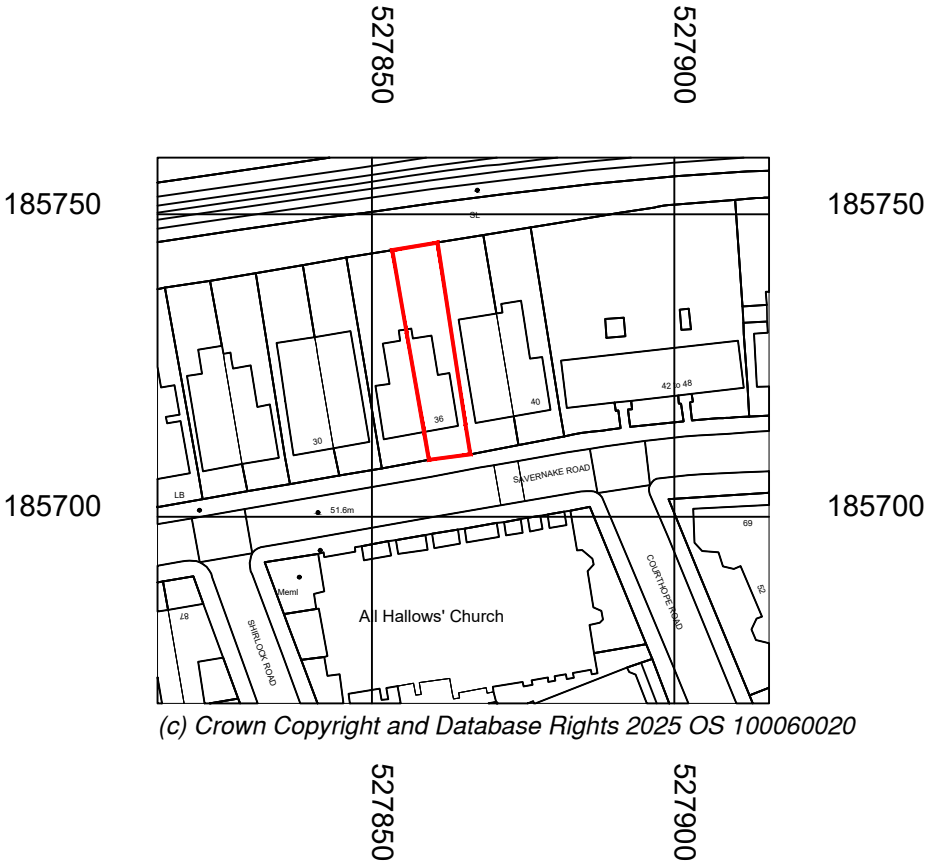 527850
527900
185750
185750
SL
42 to 48
40
36
30
SAVERNAKE ROAD
LB
185700
51.6m
185700
69
COURTHOPE ROAD
Meml
52
87
All Hallows' Church
SHIRLOCK ROAD
(c) Crown Copyright and Database Rights 2025 OS 100060020
527850
527900